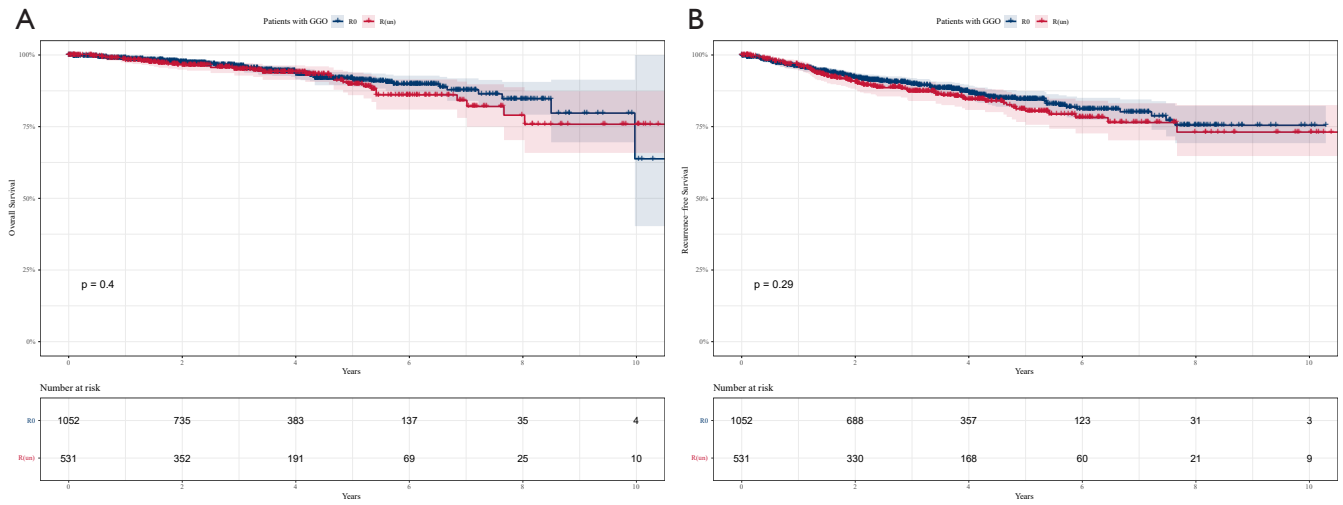 A
Patients with GGO R0 R(un)
100%
75%
50%
25%
0%
Overall Survival
p = 0.4
0 2 4 6 8 10
Years
Number at risk
R0 1052 735 383 137 35 4
R(un) 531 352 191 69 25 10
0 2 4 6 8 10
Years
B
Patients with GGO R0 R(un)
100%
75%
50%
25%
0%
Recurrence-free Survival
p = 0.29
0 2 4 6 8 10
Years
Number at risk
R0 1052 688 357 123 31 3
R(un) 531 330 168 60 21 9
0 2 4 6 8 10
Years